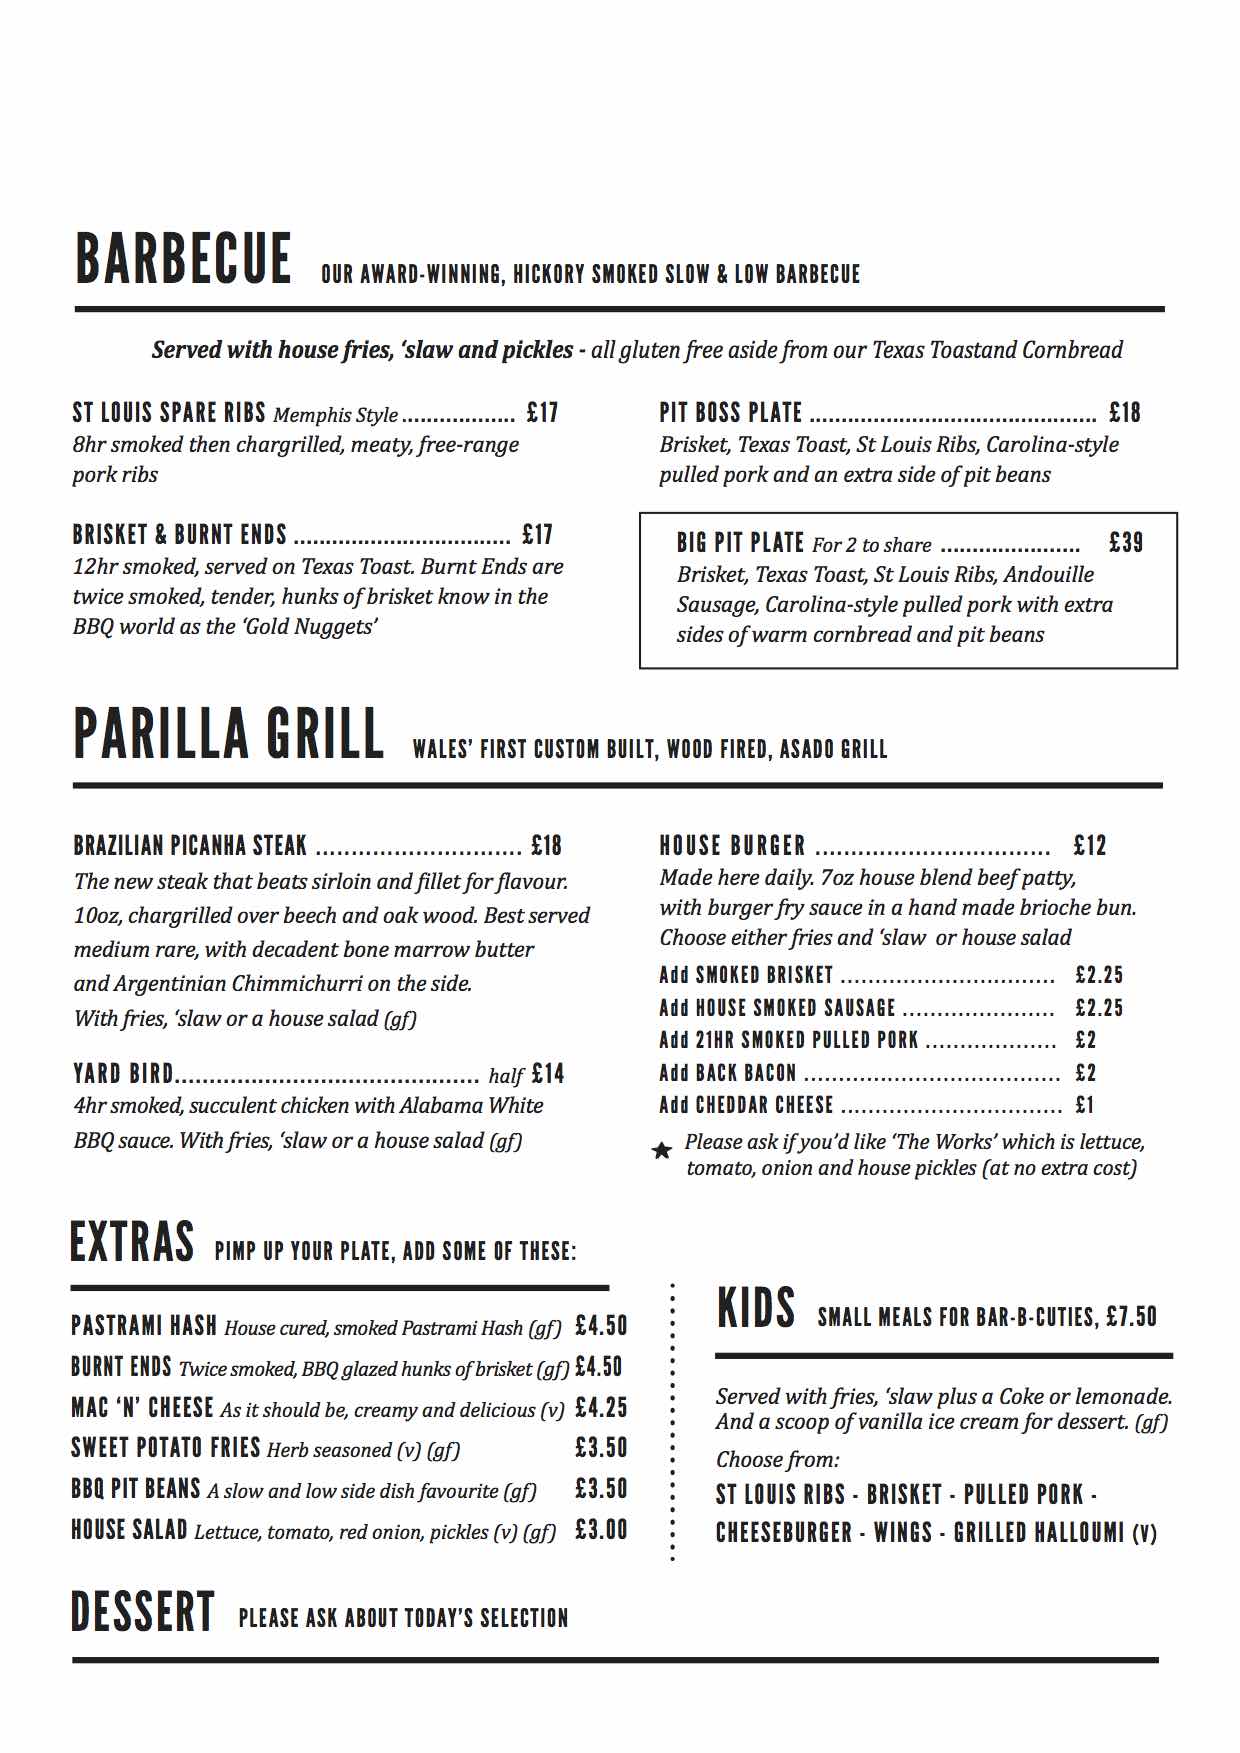 BARBECUE OUR AWARD-WINNING, HICKORY SMOKED SLOW & LOW BARBECUE
Served with house fries, ‘slaw and pickles - all gluten free aside from our Texas Toastand Cornbread
ST LOUIS SPARE RIBS Memphis Style .................. £17
8hr smoked then chargrilled, meaty, free-range
pork ribs
BRISKET & BURNT ENDS .................................. £17
12hr smoked, served on Texas Toast. Burnt Ends are
twice smoked, tender, hunks of brisket know in the
BBQ world as the ‘Gold Nuggets’
PIT BOSS PLATE ............................................. £18
Brisket, Texas Toast, St Louis Ribs, Carolina-style
pulled pork and an extra side of pit beans
BIG PIT PLATE For 2 to share ...................... £39
Brisket, Texas Toast, St Louis Ribs, Andouille
Sausage, Carolina-style pulled pork with extra
sides of warm cornbread and pit beans
PARILLA GRILL WALES’ FIRST CUSTOM BUILT, WOOD FIRED, ASADO GRILL
BRAZILIAN PICANHA STEAK ............................. £18
The new steak that beats sirloin and fillet for flavour.
10oz, chargrilled over beech and oak wood. Best served
medium rare, with decadent bone marrow butter
and Argentinian Chimmichurri on the side.
With fries, ‘slaw or a house salad (gf)
YARD BIRD............................................ half £14
4hr smoked, succulent chicken with Alabama White
BBQ sauce. With fries, ‘slaw or a house salad (gf)
HOUSE BURGER ................................. £12
Made here daily. 7oz house blend beef patty,
with burger fry sauce in a hand made brioche bun.
Choose either fries and ‘slaw or house salad
Add SMOKED BRISKET ................................ £2.25
Add HOUSE SMOKED SAUSAGE ....................... £2.25
Add 21HR SMOKED PULLED PORK .................... £2
Add BACK BACON ...................................... £2
Add CHEDDAR CHEESE ................................. £1
★ Please ask if you’d like ‘The Works’ which is lettuce,
tomato, onion and house pickles (at no extra cost)
EXTRAS PIMP UP YOUR PLATE, ADD SOME OF THESE:
PASTRAMI HASH House cured, smoked Pastrami Hash (gf) £4.50
BURNT ENDS Twice smoked, BBQ glazed hunks of brisket (gf) £4.50
MAC ‘N’ CHEESE As it should be, creamy and delicious (v) £4.25
SWEET POTATO FRIES Herb seasoned (v) (gf) £3.50
BBQ PIT BEANS A slow and low side dish favourite (gf) £3.50
HOUSE SALAD Lettuce, tomato, red onion, pickles (v) (gf) £3.00
KIDS SMALL MEALS FOR BAR-B-CUTIES, £7.50
Served with fries, ‘slaw plus a Coke or lemonade.
And a scoop of vanilla ice cream for dessert. (gf)
Choose from:
ST LOUIS RIBS - BRISKET - PULLED PORK -
CHEESEBURGER - WINGS - GRILLED HALLOUMI (V)
DESSERT PLEASE ASK ABOUT TODAY’S SELECTION